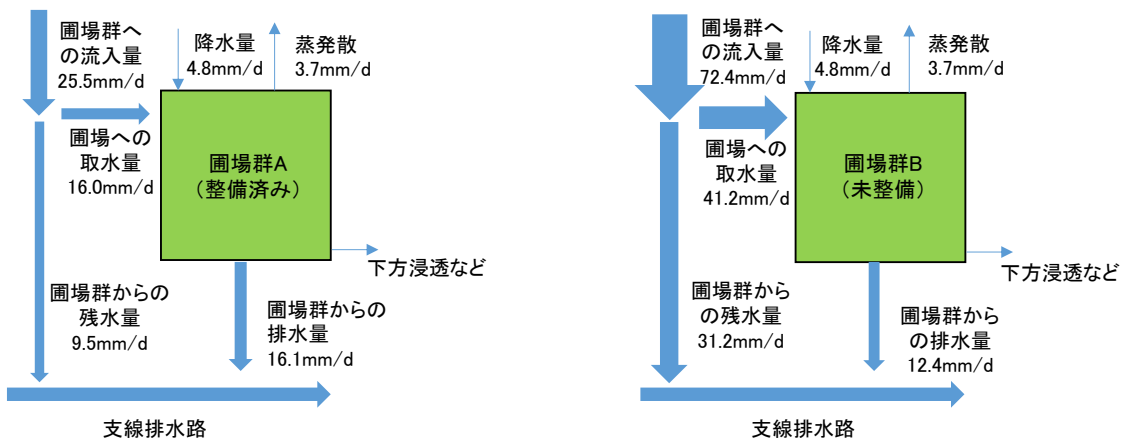 圃場群へ
の流入量
25.5mm/d
降水量
4.8mm/d
蒸発散
3.7mm/d
圃場への
取水量
16.0mm/d
圃場群A
（整備済み）
下方浸透など
圃場群からの
残水量
9.5mm/d
圃場群からの
排水量
16.1mm/d
支線排水路
圃場群へ
の流入量
72.4mm/d
降水量
4.8mm/d
蒸発散
3.7mm/d
圃場への
取水量
41.2mm/d
圃場群B
（未整備）
下方浸透など
圃場群から
の残水量
31.2mm/d
圃場群から
の排水量
12.4mm/d
支線排水路